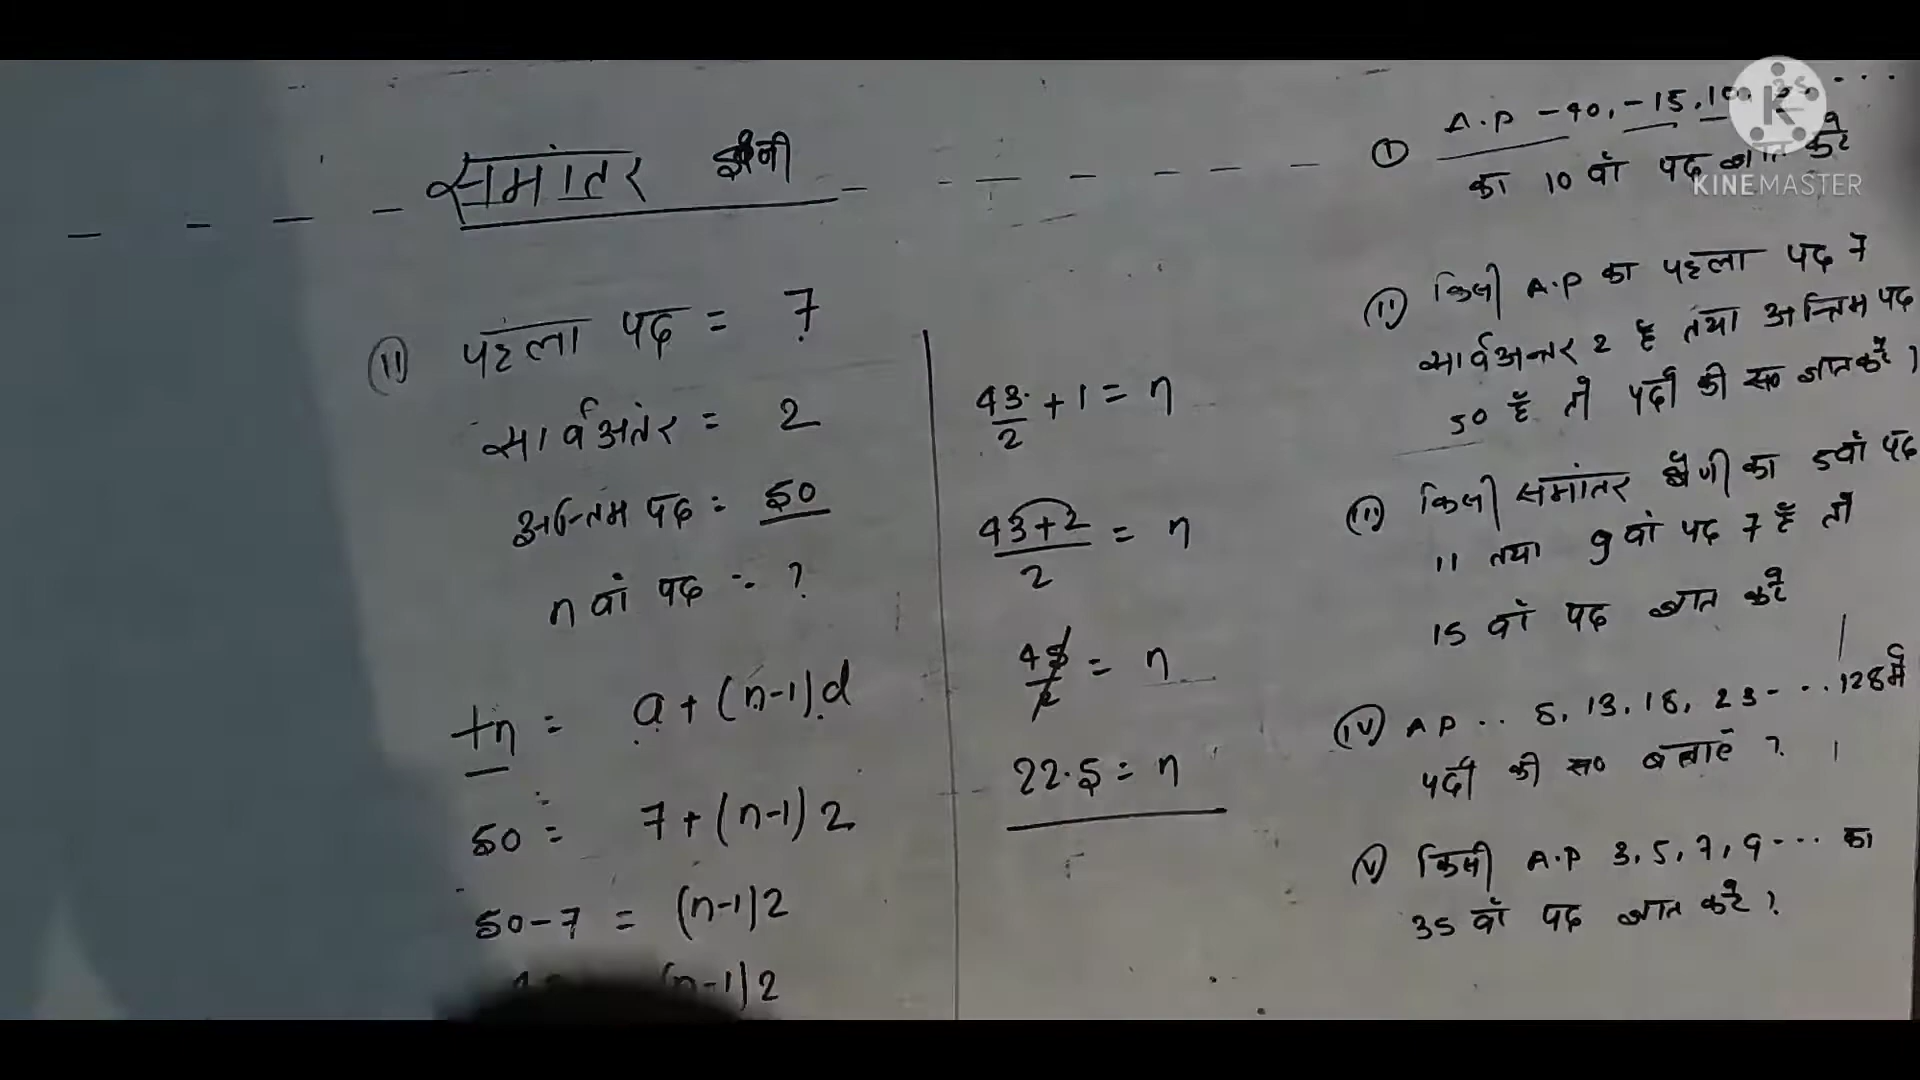 समांतर श्रेणी
(II) पहला पद = 7
सार्वअंतर = 2
अन्तिम पद = 50
n वां पद = ?
tn = a + (n-1)d
50 = 7 + (n-1) 2
50 - 7 = (n-1) 2
(n-1) 2
43/2 + 1 = n
43+2/2 = n
45/2 = n
22.5 = n
(I) A.P -40, -15, 10, ...
का 10 वाँ पद ज्ञात करे
(II) किसी A.P का पहला पद 7
सार्वअन्तर 2 है तथा अन्तिम पद
50 है तो पदों की स० ज्ञात करें ?
(III) किसी समांतर श्रेणी का 5वाँ पद
11 तथा 9 वां पद 7 है तो
15 वाँ पद ज्ञात करे
(IV) A P .. 8, 13, 18, 23 - ... 128 में
पदों की स० बताएं ?
(V) किसी A.P 3, 5, 7, 9 ... का
35 वाँ पद ज्ञात करे ?
KINEMASTER